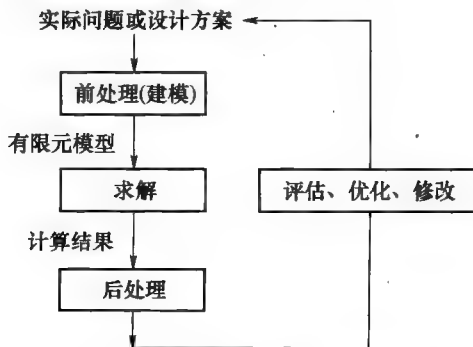 实际问题或设计方案
前处理(建模)
有限元模型
求解
评估、优化、修改
计算结果
后处理